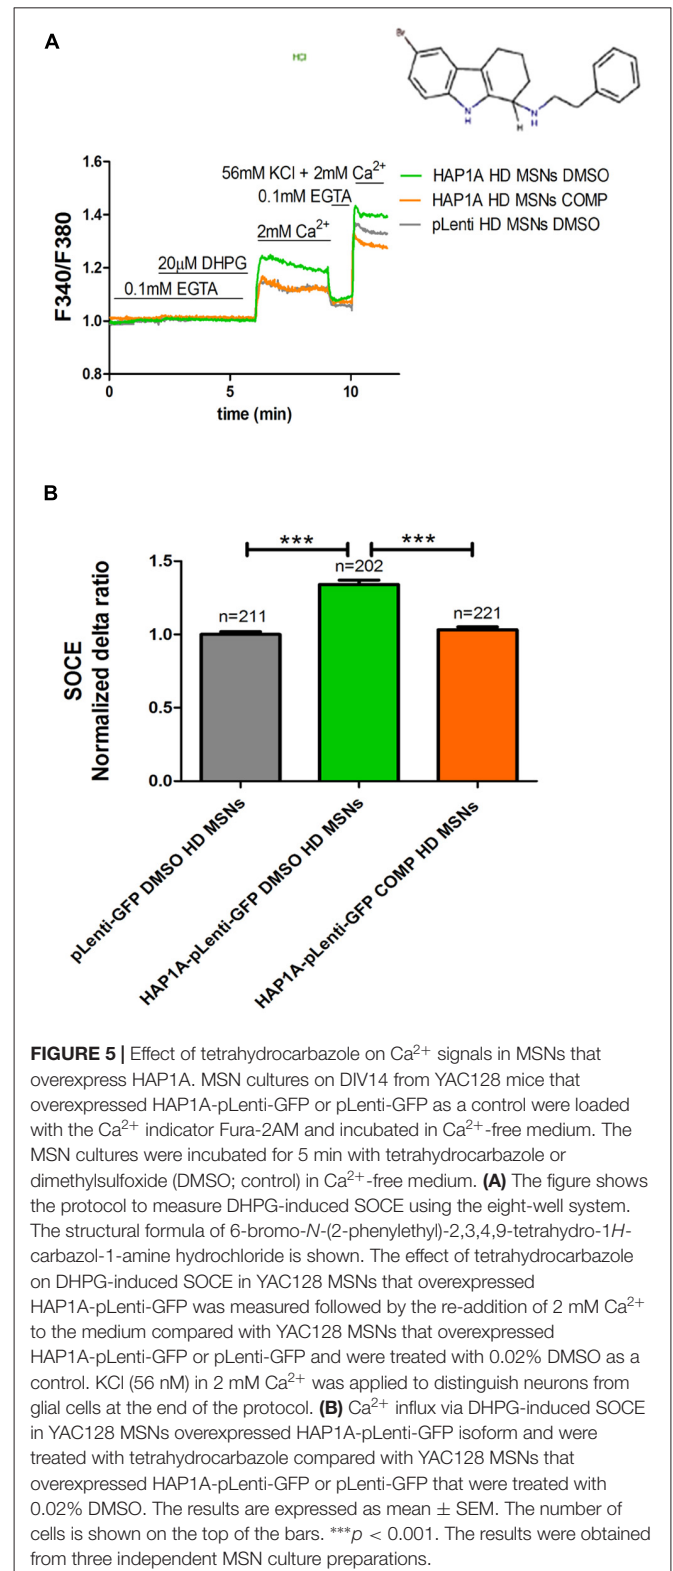 A
HCl
Br
N
H
H
N
H
56mM KCl + 2mM Ca²⁺
0.1mM EGTA
2mM Ca²⁺
20µM DHPG
0.1mM EGTA
HAP1A HD MSNs DMSO
HAP1A HD MSNs COMP
pLenti HD MSNs DMSO
F340/F380
1.6
1.4
1.2
1.0
0.8
0
5
10
time (min)
B
***
***
n=211
n=202
n=221
SOCE
Normalized delta ratio
1.5
1.0
0.5
0.0
pLenti-GFP DMSO HD MSNs
HAP1A-pLenti-GFP DMSO HD MSNs
HAP1A-pLenti-GFP COMP HD MSNs
FIGURE 5 | Effect of tetrahydrocarbazole on Ca²⁺ signals in MSNs that
overexpress HAP1A. MSN cultures on DIV14 from YAC128 mice that
overexpressed HAP1A-pLenti-GFP or pLenti-GFP as a control were loaded
with the Ca²⁺ indicator Fura-2AM and incubated in Ca²⁺-free medium. The
MSN cultures were incubated for 5 min with tetrahydrocarbazole or
dimethylsulfoxide (DMSO; control) in Ca²⁺-free medium. (A) The figure shows
the protocol to measure DHPG-induced SOCE using the eight-well system.
The structural formula of 6-bromo-N-(2-phenylethyl)-2,3,4,9-tetrahydro-1H-
carbazol-1-amine hydrochloride is shown. The effect of tetrahydrocarbazole
on DHPG-induced SOCE in YAC128 MSNs that overexpressed
HAP1A-pLenti-GFP was measured followed by the re-addition of 2 mM Ca²⁺
to the medium compared with YAC128 MSNs that overexpressed
HAP1A-pLenti-GFP or pLenti-GFP and were treated with 0.02% DMSO as a
control. KCl (56 nM) in 2 mM Ca²⁺ was applied to distinguish neurons from
glial cells at the end of the protocol. (B) Ca²⁺ influx via DHPG-induced SOCE
in YAC128 MSNs overexpressed HAP1A-pLenti-GFP isoform and were
treated with tetrahydrocarbazole compared with YAC128 MSNs that
overexpressed HAP1A-pLenti-GFP or pLenti-GFP that were treated with
0.02% DMSO. The results are expressed as mean ± SEM. The number of
cells is shown on the top of the bars. ***p < 0.001. The results were obtained
from three independent MSN culture preparations.